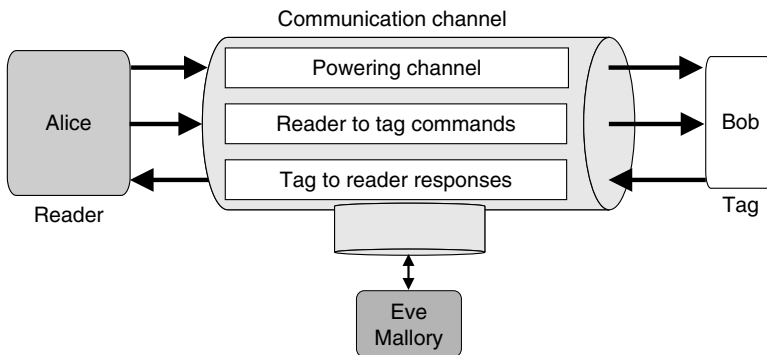 Communication channel
Powering channel
Alice
Reader to tag commands
Bob
Tag to reader responses
Reader
Tag
Eve
Mallory